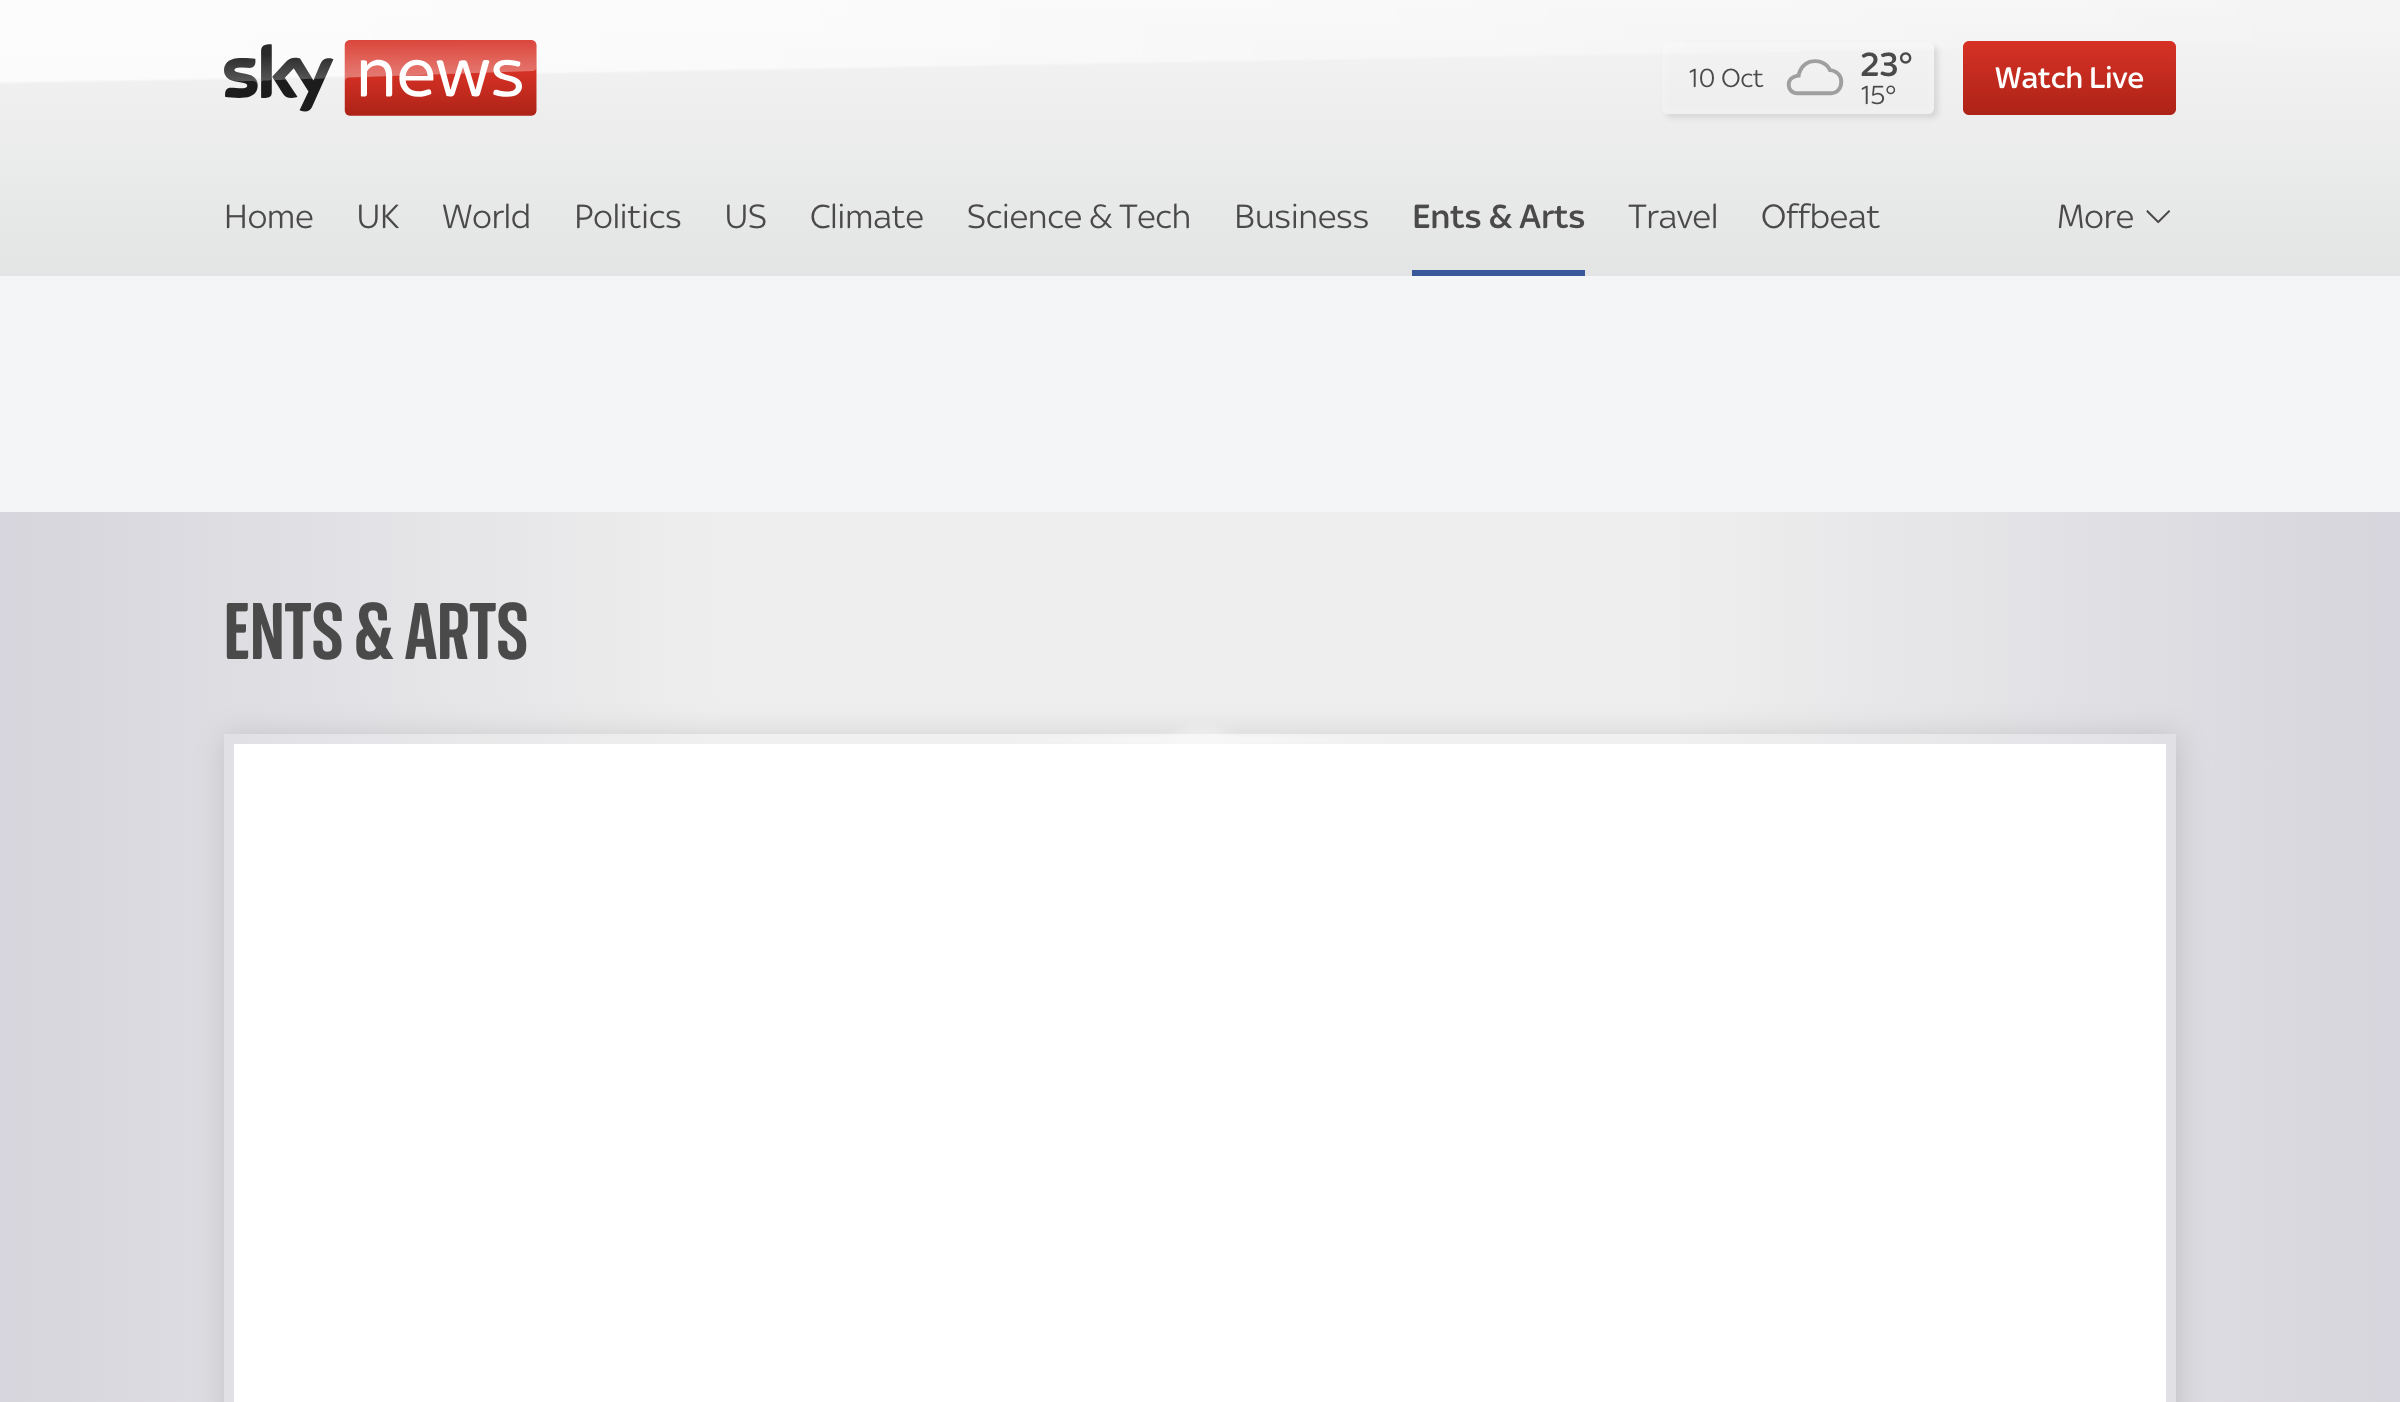 sky news
10 Oct
23°
15°
Watch Live
Home UK World Politics US Climate Science & Tech Business Ents & Arts Travel Offbeat More
ENTS & ARTS